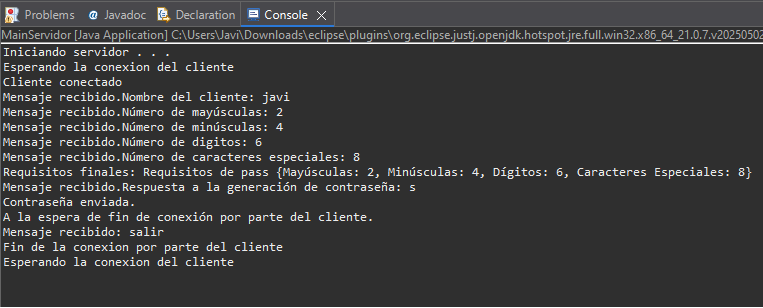 Problems @ Javadoc Declaration Console
MainServidor [Java Application] C:\Users\Javi\Downloads\eclipse\plugins\org.eclipse.justj.openjdk.hotspot.jre.full.win32.x86_64_21.0.7.v20250502
Iniciando servidor . . .
Esperando la conexion del cliente
Cliente conectado
Mensaje recibido.Nombre del cliente: javi
Mensaje recibido.Número de mayúsculas: 2
Mensaje recibido.Número de minúsculas: 4
Mensaje recibido.Número de digitos: 6
Mensaje recibido.Número de caracteres especiales: 8
Requisitos finales: Requisitos de pass {Mayúsculas: 2, Minúsculas: 4, Dígitos: 6, Caracteres Especiales: 8}
Mensaje recibido.Respuesta a la generación de contraseña: s
Contraseña enviada.
A la espera de fin de conexión por parte del cliente.
Mensaje recibido: salir
Fin de la conexion por parte del cliente
Esperando la conexion del cliente